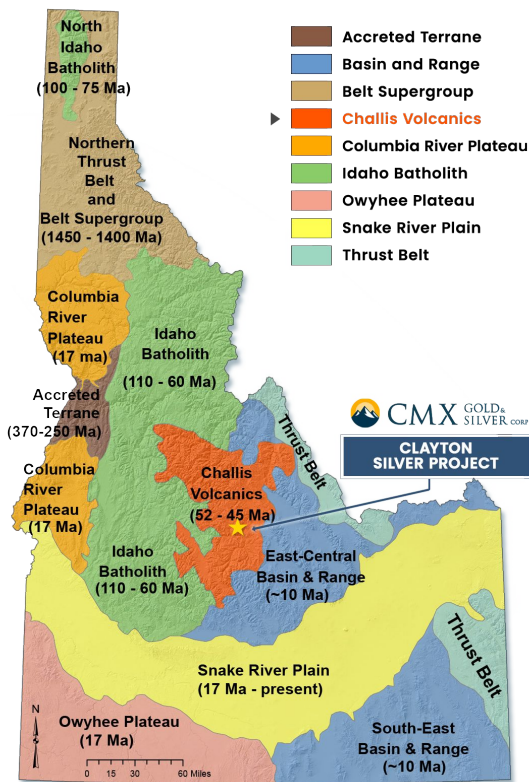 North
Idaho
Batholith
(100 - 75 Ma)
Northern
Thrust
Belt
and
Belt Supergroup
(1450 - 1400 Ma)
Accreted Terrane
Basin and Range
Belt Supergroup
Challis Volcanics
Columbia River Plateau
Idaho Batholith
Owyhee Plateau
Snake River Plain
Thrust Belt
Columbia
River
Plateau
(17 ma)
Idaho
Batholith
(110 - 60 Ma)
Accreted
Terrane
(370-250 Ma)
Thrust Belt
CMX GOLD &
SILVER CORP
CLAYTON
SILVER PROJECT
Columbia
River
Plateau
(17 Ma)
Challis
Volcanics
(52 - 45 Ma)
Idaho
Batholith
(110 - 60 Ma)
East-Central
Basin & Range
(~10 Ma)
Snake River Plain
(17 Ma - present)
Thrust Belt
Owyhee Plateau
(17 Ma)
South-East
Basin & Range
(~10 Ma)
N
0 15 30 60 Miles